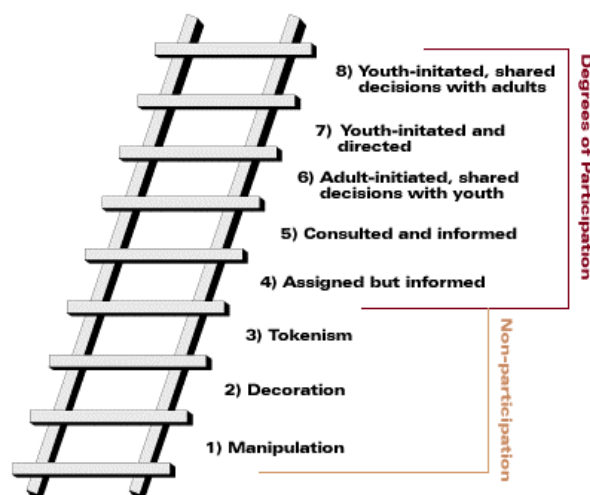 8) Youth-initated, shared
decisions with adults
7) Youth-initated and
directed
6) Adult-initiated, shared
decisions with youth
5) Consulted and informed
4) Assigned but informed
3) Tokenism
2) Decoration
1) Manipulation
Degrees of Participation
Non-participation